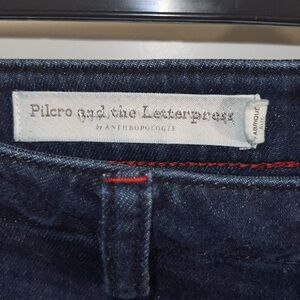 Pilcro and the Letterpress
by ANTHROPOLOGIE